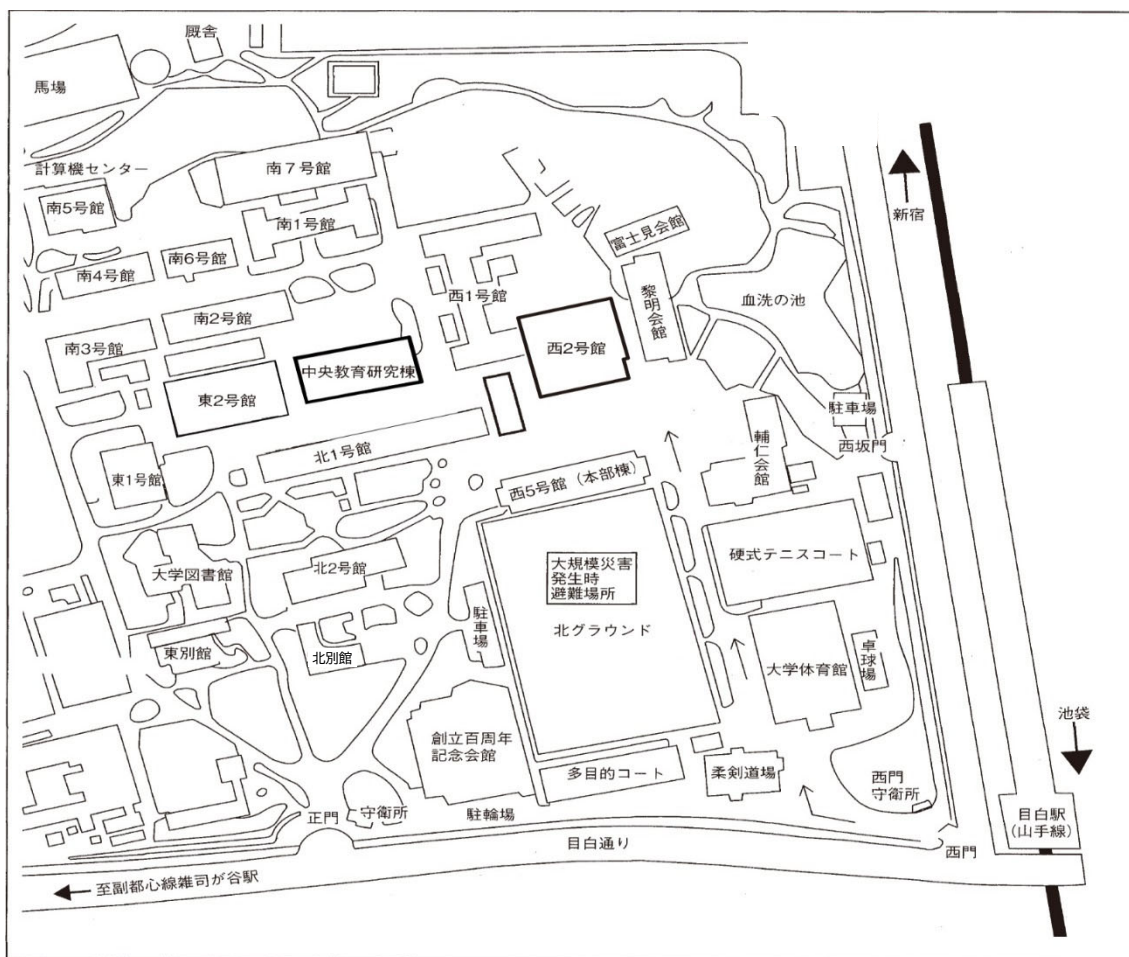 厩舎
馬場
計算機センター
南7号館
南5号館
南1号館
新宿
富士見会館
南6号館
南4号館
西1号館
黎明会館
血洗の池
南2号館
南3号館
西2号館
中央教育研究棟
東2号館
駐車場
北1号館
輔仁会館
西坂門
東1号館
西5号館(本部棟)
硬式テニスコート
大規模災害
発生時
避難場所
大学図書館
北2号館
駐車場
北グラウンド
東別館
北別館
大学体育館
卓球場
池袋
創立百周年
記念会館
多目的コート
柔剣道場
西門
守衛所
正門
守衛所
駐輪場
目白駅
(山手線)
目白通り
西門
至副都心線雑司が谷駅